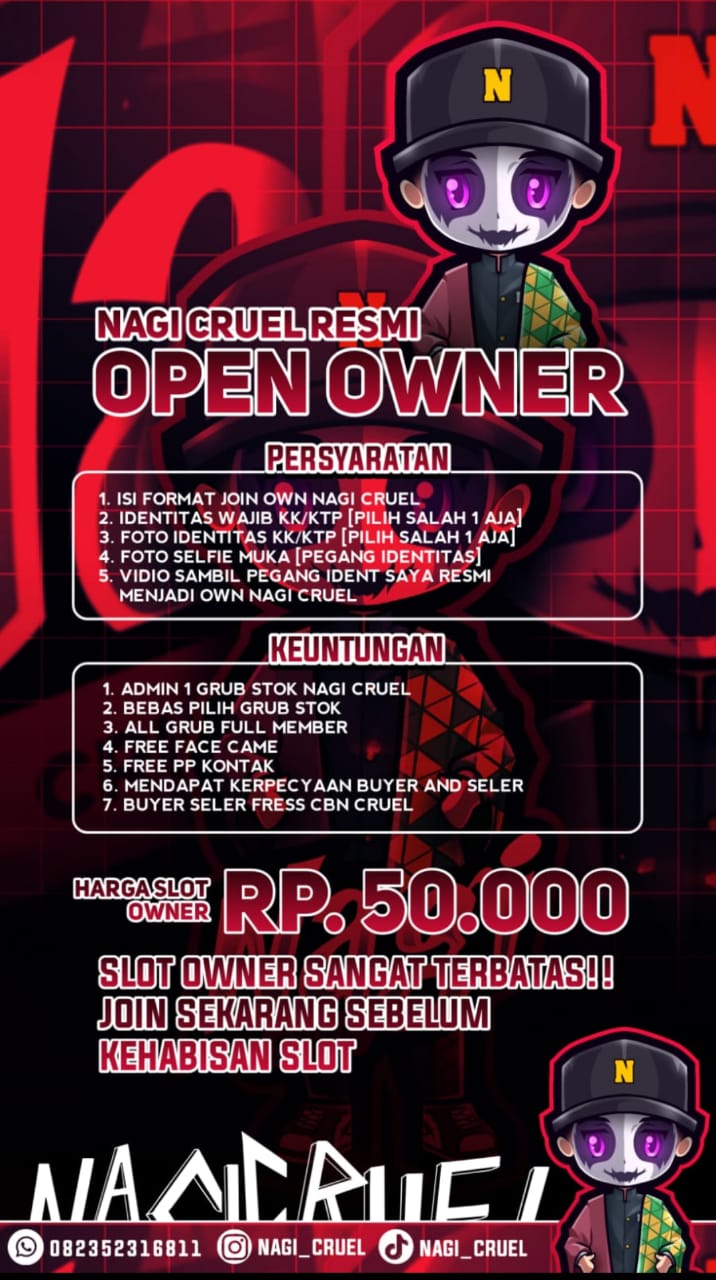 N
N
NAGI CRUEL RESMI
OPEN OWNER
PERSYARATAN
1. ISI FORMAT JOIN OWN NAGI CRUEL
2. IDENTITAS WAJIB KK/KTP [PILIH SALAH 1 AJA]
3. FOTO IDENTITAS KK/KTP [PILIH SALAH 1 AJA]
4. FOTO SELFIE MUKA [PEGANG IDENTITAS]
5. VIDIO SAMBIL PEGANG IDENT SAYA RESMI
MENJADI OWN NAGI CRUEL
KEUNTUNGAN
1. ADMIN 1 GRUB STOK NAGI CRUEL
2. BEBAS PILIH GRUB STOK
3. ALL GRUB FULL MEMBER
4. FREE FACE CAME
5. FREE PP KONTAK
6. MENDAPAT KERPECYAAN BUYER AND SELER
7. BUYER SELER FRESS CBN CRUEL
HARGA SLOT
OWNER
RP. 50.000
SLOT OWNER SANGAT TERBATAS!!
JOIN SEKARANG SEBELUM
KEHABISAN SLOT
N
NAGICRUEL
082352316811 NAGI_CRUEL NAGI_CRUEL